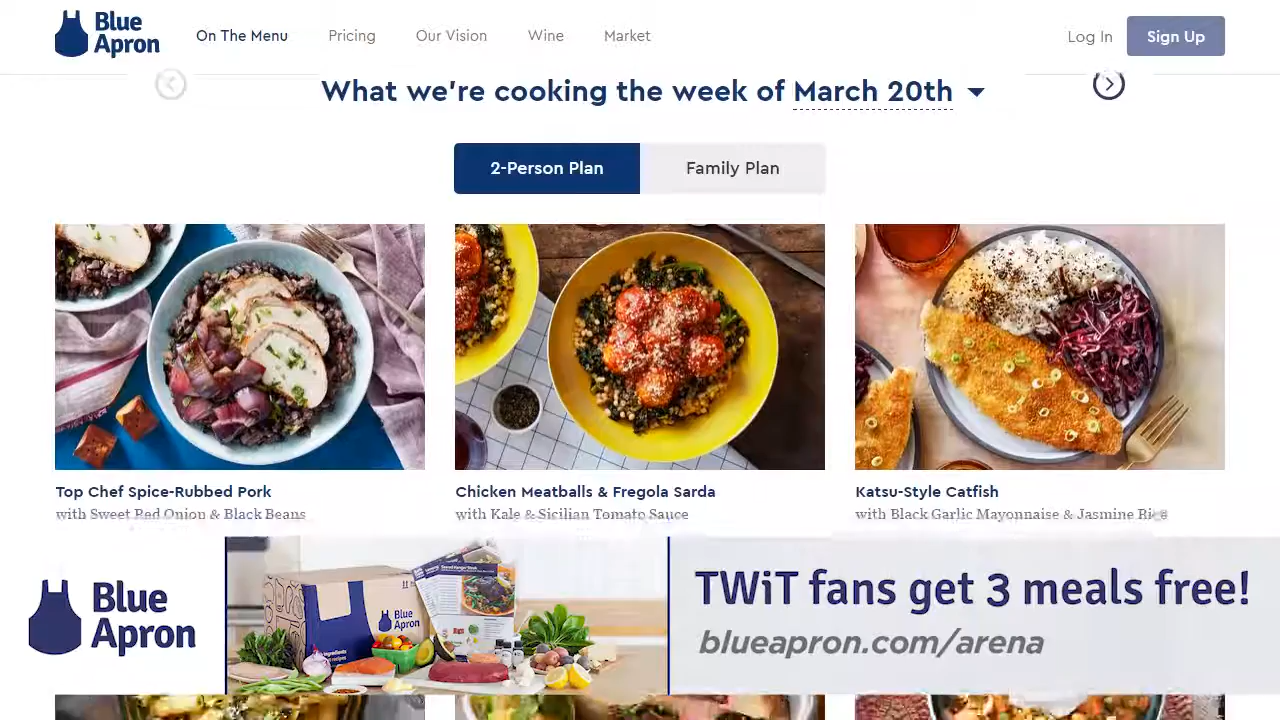 Blue
Apron
On The Menu
Pricing
Our Vision
Wine
Market
Log In
Sign Up
What we're cooking the week of March 20th
2-Person Plan
Family Plan
Top Chef Spice-Rubbed Pork
with Sweet Red Onion & Black Beans
Chicken Meatballs & Fregola Sarda
with Kale & Sicilian Tomato Sauce
Katsu-Style Catfish
with Black Garlic Mayonnaise & Jasmine Rice
Blue
Apron
Blue
Apron
TWiT fans get 3 meals free!
blueapron.com/arena